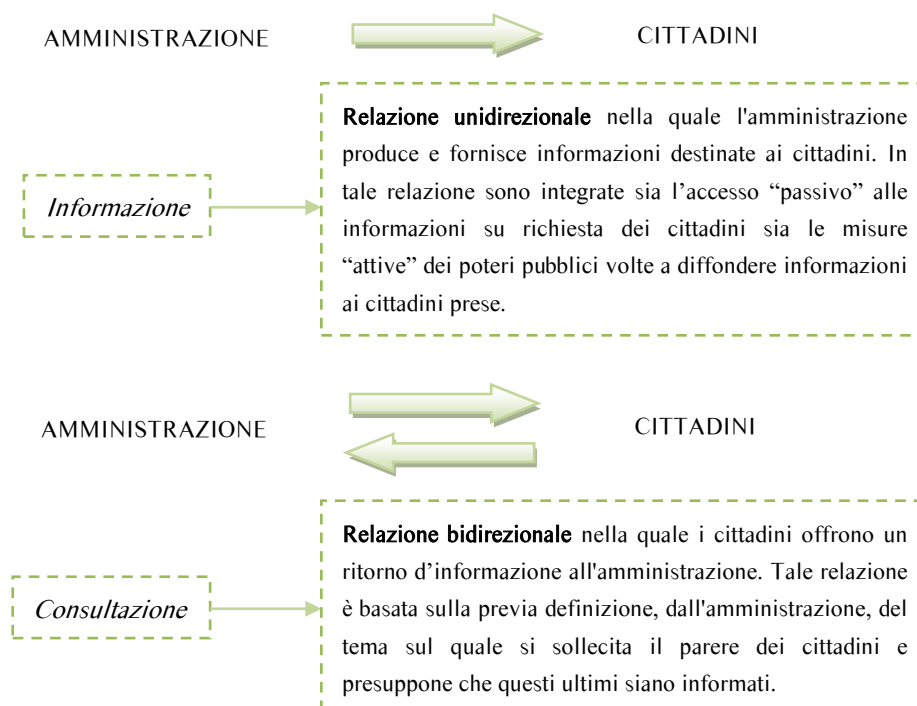 AMMINISTRAZIONE CITTADINI
Relazione unidirezionale nella quale l'amministrazione
produce e fornisce informazioni destinate ai cittadini. In
tale relazione sono integrate sia l’accesso “passivo” alle
informazioni su richiesta dei cittadini sia le misure
“attive” dei poteri pubblici volte a diffondere informazioni
ai cittadini prese.
Informazione
AMMINISTRAZIONE CITTADINI
Relazione bidirezionale nella quale i cittadini offrono un
ritorno d’informazione all'amministrazione. Tale relazione
è basata sulla previa definizione, dall'amministrazione, del
tema sul quale si sollecita il parere dei cittadini e
presuppone che questi ultimi siano informati.
Consultazione